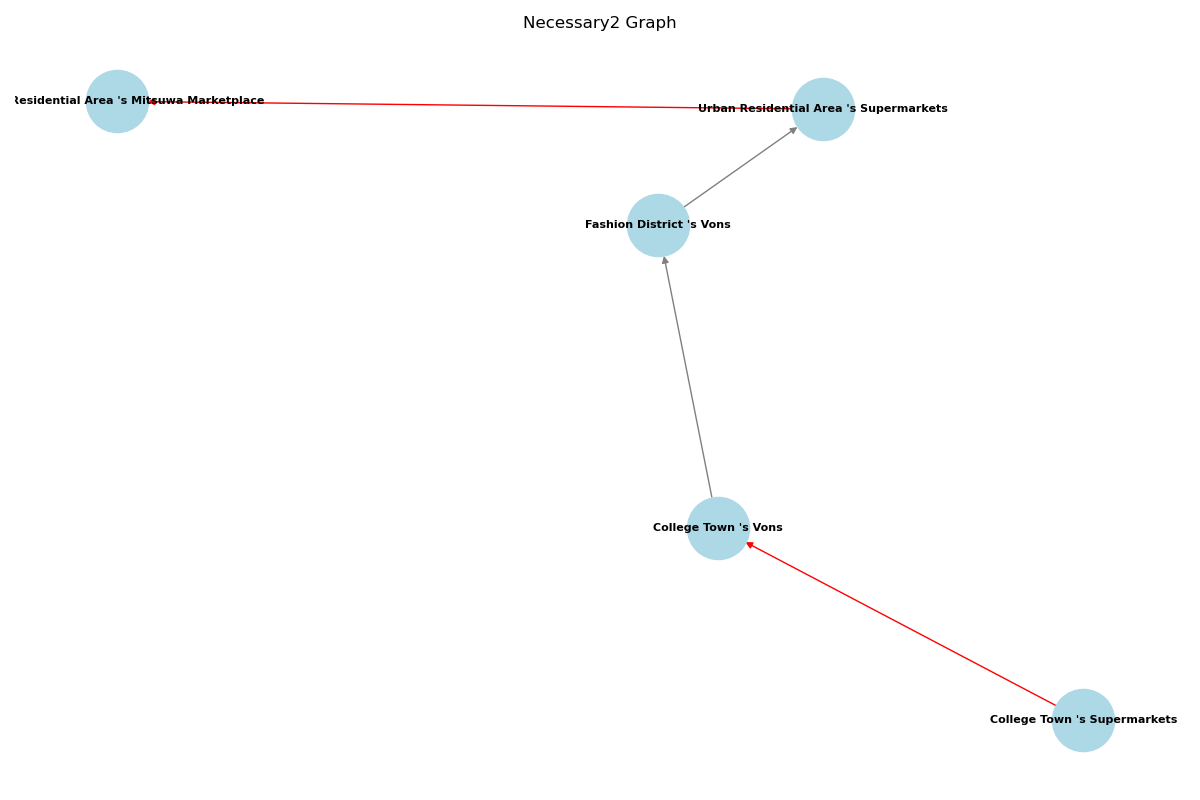 Necessary2 Graph
Residential Area 's Mitsuwa Marketplace
Urban Residential Area 's Supermarkets
Fashion District 's Vons
College Town 's Vons
College Town 's Supermarkets